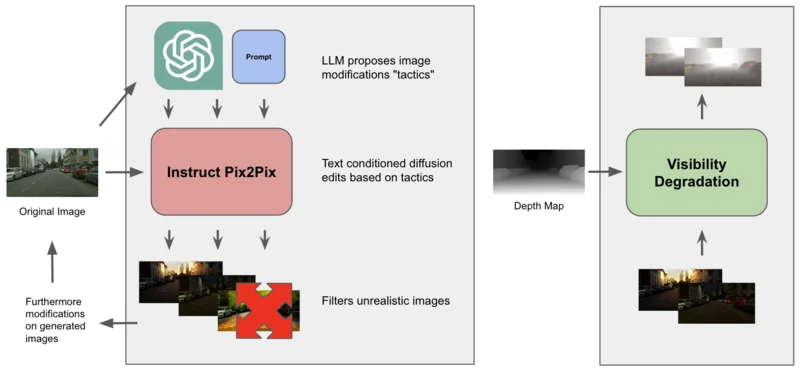 Prompt
LLM proposes image
modifications "tactics"
Instruct Pix2Pix
Text conditioned diffusion
edits based on tactics
Original Image
Filters unrealistic images
Furthermore
modifications
on generated
images
Depth Map
Visibility
Degradation